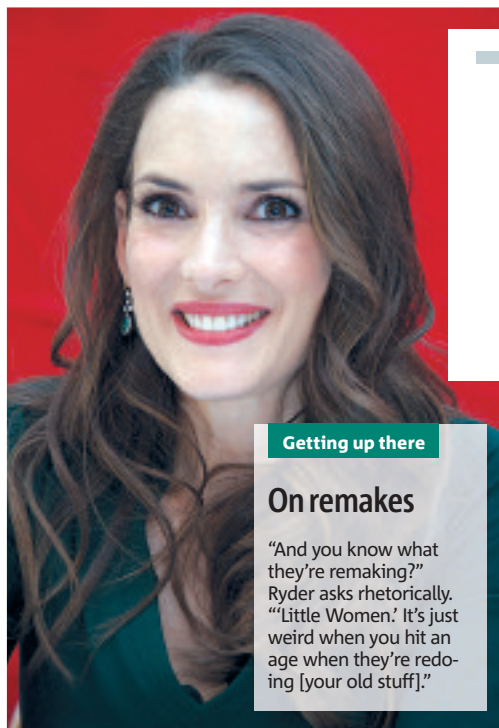 Getting up there
On remakes
“And you know what
they’re remaking?”
Ryder asks rhetorically.
“‘Little Women.’ It’s just
weird when you hit an
age when they’re redo-
ing [your old stuff].”